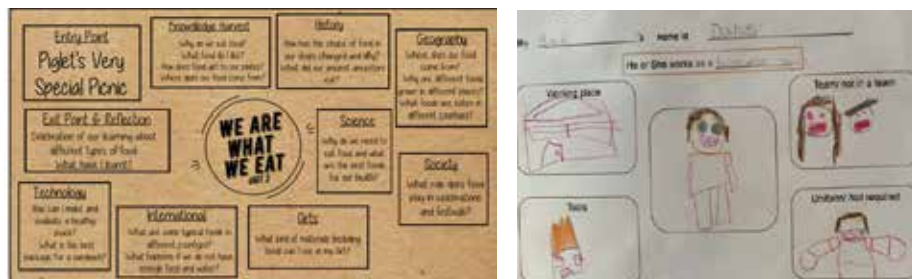 Entry Point
Piglet's Very
Special Picnic
Knowledge Harvest
Why do we eat food?
What food do I like?
Where does our food come from?
History
How has the choice of food in
our shops changed and why?
What did our ancient ancestors
eat?
Geography
Where does our food
come from?
Why are different foods
grown in different places?
What foods are eaten in
different countries?
Exit Point & Reflection
Celebration of our learning about
different types of food
What have I learnt?
WE ARE
WHAT
WE EAT
Science
Why do we need to
eat food and what
are the best foods
for our health?
Society
What role does food
play in celebrations
and festivals?
Technology
How can I make and
evaluate a healthy
snack?
What is the best
package for a sandwich?
International
What are some typical foods in
different countries?
What happens if we do not have
enough food and water?
Arts
What kind of materials (including
food) can I use in my art?
My
's Name is
He or She works as a
Working place
Team/ not in a team
Tools
Uniform/ Not required